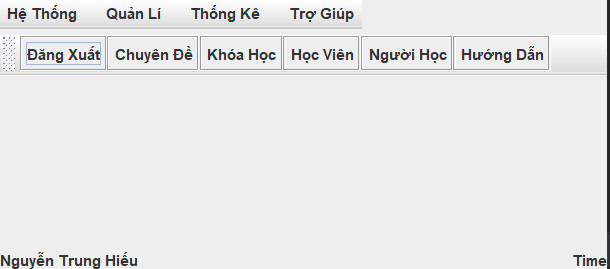 Hệ Thống Quản Lí Thống Kê Trợ Giúp
Đăng Xuất Chuyên Đề Khóa Học Học Viên Người Học Hướng Dẫn
Nguyễn Trung Hiếu Time